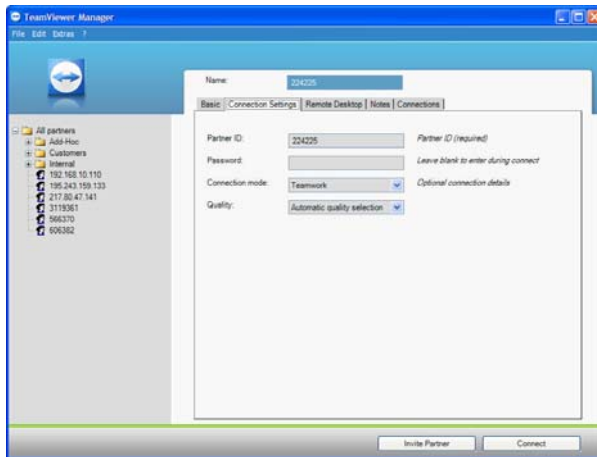 TeamViewer Manager
File Edit Extras ?
Name: 224225
Basic Connection Settings Remote Desktop Notes Connections
All partners
Add-Hoc
Customers
Internal
192.168.10.110
195.243.159.133
217.80.47.141
3119361
566370
606382
Partner ID: 224225 Partner ID (required)
Password: Leave blank to enter during connect
Connection mode: Teamwork Optional connection details
Quality: Automatic quality selection
Invite Partner Connect